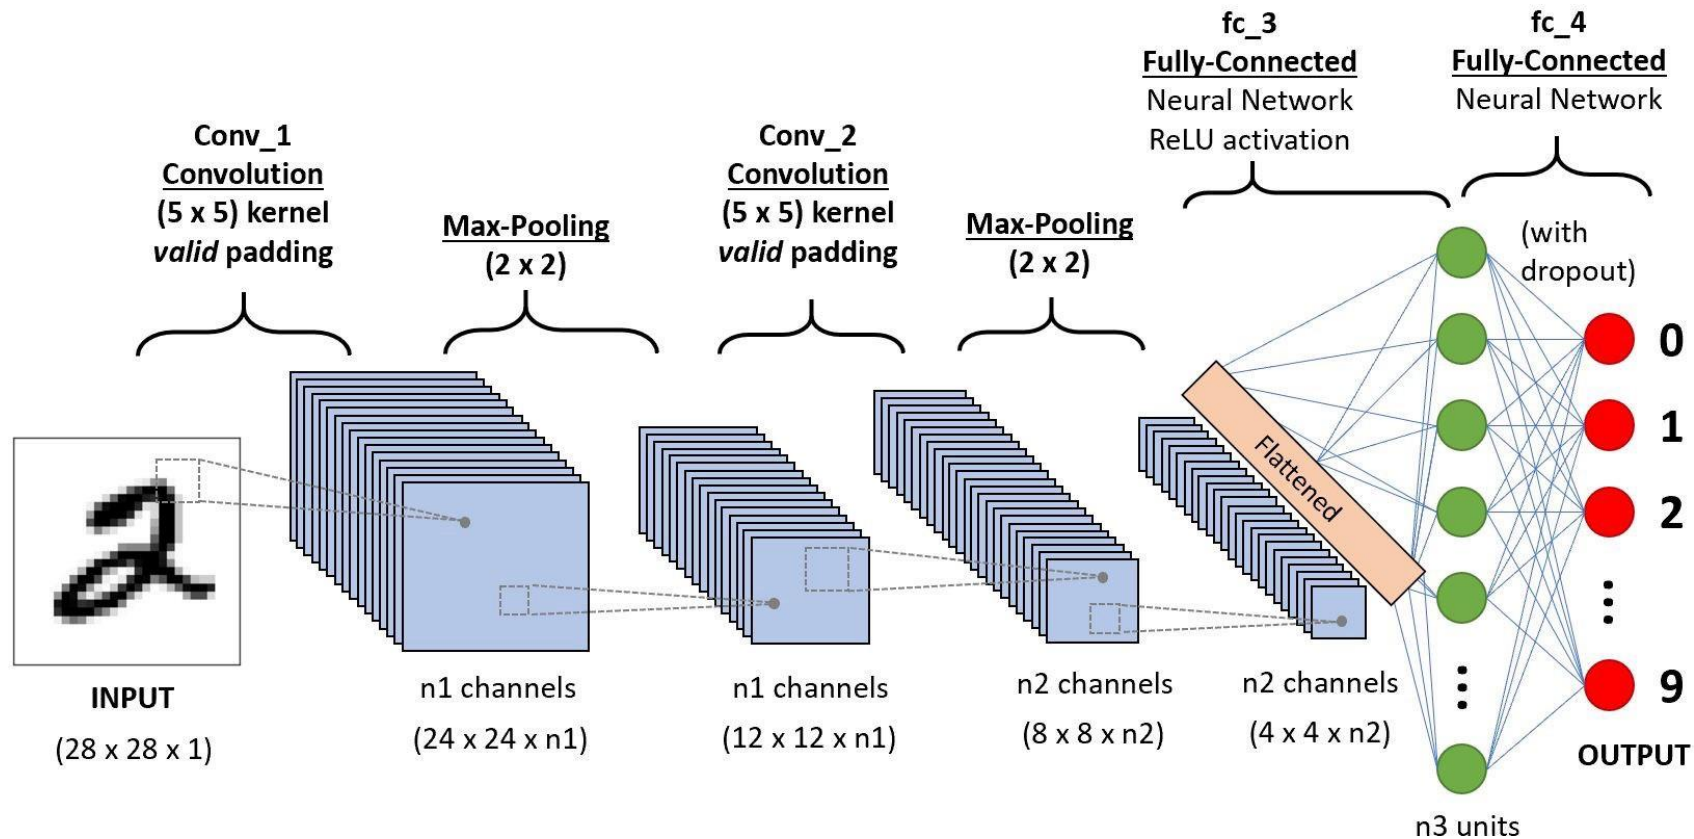 Conv_1
Convolution
(5 x 5) kernel
valid padding
Max-Pooling
(2 x 2)
Conv_2
Convolution
(5 x 5) kernel
valid padding
Max-Pooling
(2 x 2)
fc_3
Fully-Connected
Neural Network
ReLU activation
fc_4
Fully-Connected
Neural Network
(with
dropout)
Flattened
0
1
2
9
OUTPUT
INPUT
(28 x 28 x 1)
n1 channels
(24 x 24 x n1)
n1 channels
(12 x 12 x n1)
n2 channels
(8 x 8 x n2)
n2 channels
(4 x 4 x n2)
n3 units